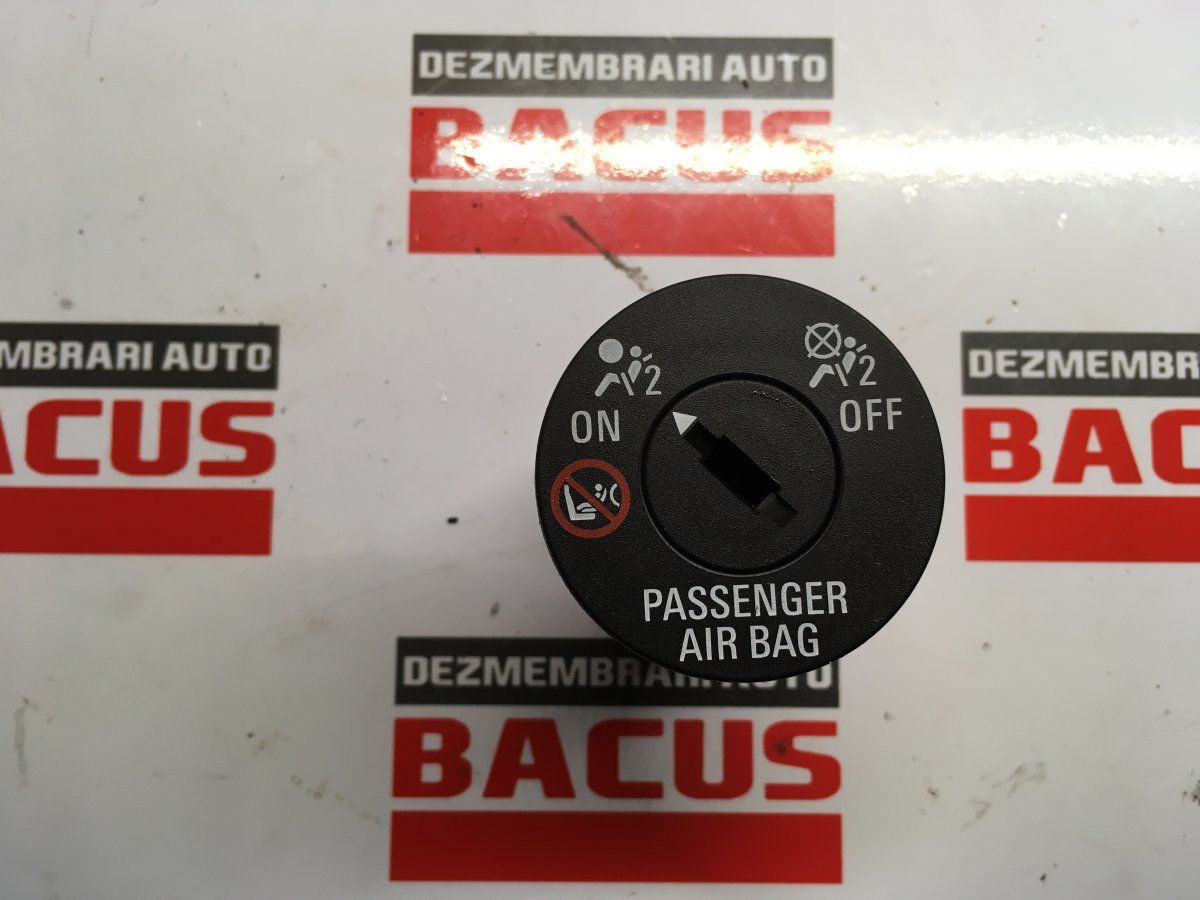 DEZMEMBRARI AUTO
BACUS
MBRARI AUTO
ACUS
DEZMEMBR
BAC
2
ON
2
OFF
PASSENGER
AIR BAG
DEZMEMBRARI AUTO
BACUS